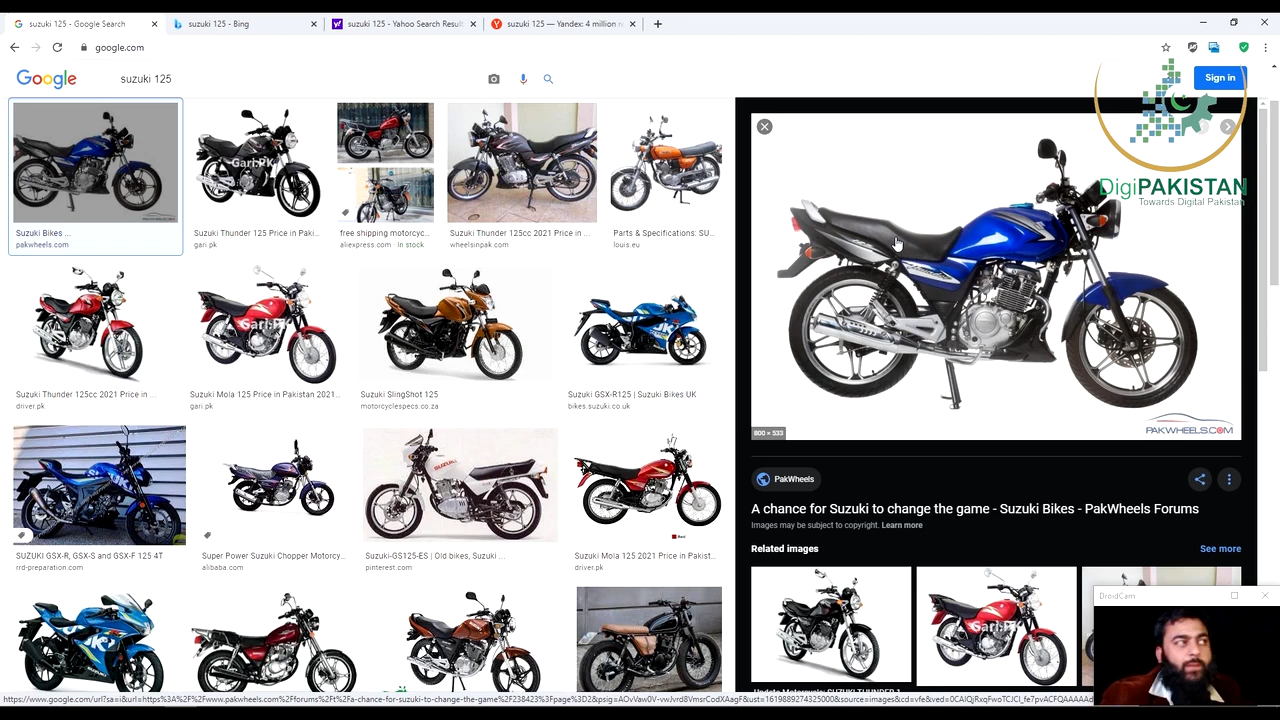 suzuki 125 - Google Search
suzuki 125 - Bing
suzuki 125 - Yahoo Search Result
suzuki 125 — Yandex: 4 million r
google.com
Google
suzuki 125
Sign in
DigiPAKISTAN
Towards Digital Pakistan
Gari.PK
Suzuki Bikes ...
pakwheels.com
Suzuki Thunder 125 Price in Paki...
gari.pk
free shipping motorcyc...
aliexpress.com · In stock
Suzuki Thunder 125cc 2021 Price in ...
wheelsinpak.com
Parts & Specifications: SU...
louis.eu
Gari.PK
Suzuki Thunder 125cc 2021 Price in ...
driver.pk
Suzuki Mola 125 Price in Pakistan 2021...
gari.pk
Suzuki SlingShot 125
motorcyclespecs.co.za
Suzuki GSX-R125 | Suzuki Bikes UK
bikes.suzuki.co.uk
PAKWHEELS.COM
800 × 533
SUZUKI
SUZUKI GSX-R, GSX-S and GSX-F 125 4T
rrd-preparation.com
Super Power Suzuki Chopper Motorcy...
alibaba.com
Suzuki-GS125-ES | Old bikes, Suzuki ...
pinterest.com
Suzuki Mola 125 2021 Price in Pakist...
driver.pk
PakWheels
A chance for Suzuki to change the game - Suzuki Bikes - PakWheels Forums
Images may be subject to copyright. Learn more
Related images
See more
Gari.PK
DroidCam